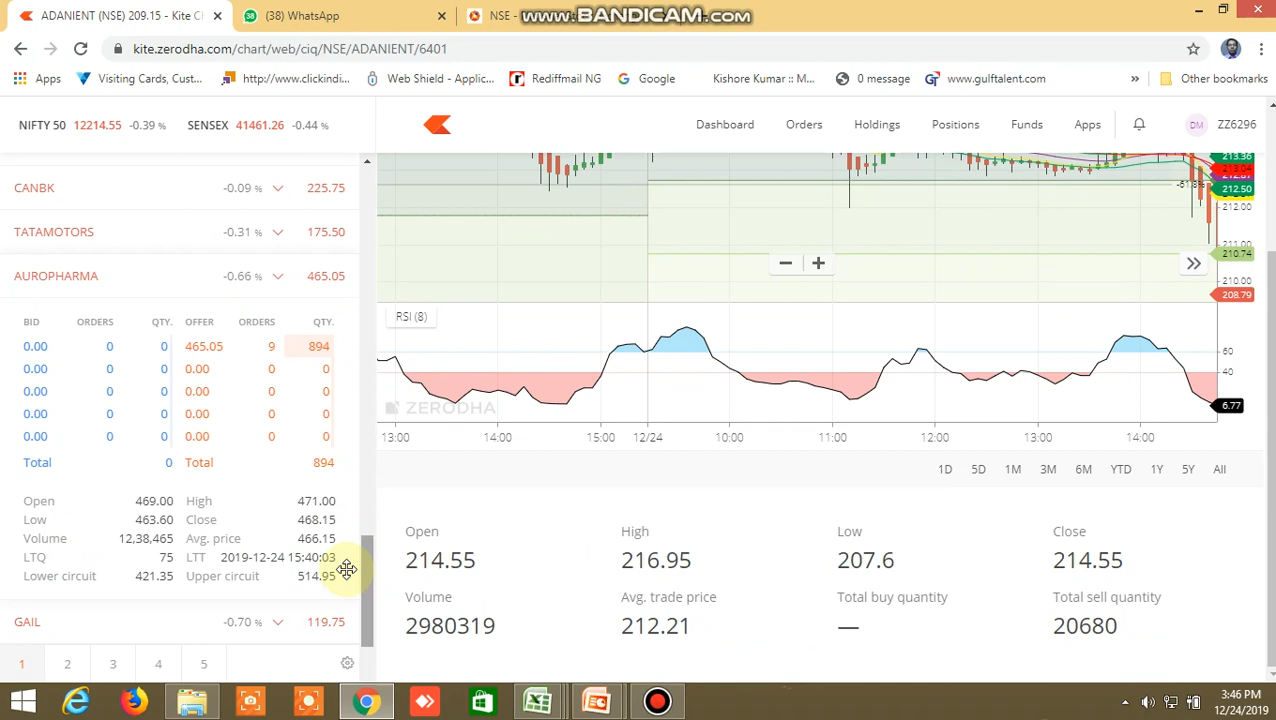 ADANIENT (NSE) 209.15 - Kite C
(38) WhatsApp
NSE -
www.BANDICAM.com
kite.zerodha.com/chart/web/ciq/NSE/ADANIENT/6401
Apps
Visiting Cards, Cust...
http://www.clickindi...
Web Shield - Applic...
Rediffmail NG
Google
Kishore Kumar :: M...
0 message
www.gulftalent.com
»
Other bookmarks
NIFTY 50 12214.55 -0.39 % SENSEX 41461.26 -0.44 %
Dashboard Orders Holdings Positions Funds Apps DM ZZ6296
CANBK -0.09 % 225.75
TATAMOTORS -0.31 % 175.50
AUROPHARMA -0.66 % 465.05
BID ORDERS QTY. OFFER ORDERS QTY.
0.00 0 0 465.05 9 894
0.00 0 0 0.00 0 0
0.00 0 0 0.00 0 0
0.00 0 0 0.00 0 0
0.00 0 0 0.00 0 0
Total 0 Total 894
Open 469.00 High 471.00
Low 463.60 Close 468.15
Volume 12,38,465 Avg. price 466.15
LTQ 75 LTT 2019-12-24 15:40:03
Lower circuit 421.35 Upper circuit 514.95
GAIL -0.70 % 119.75
1 2 3 4 5
213.36
212.50
212.00
210.74
210.00
208.79
RSI (8)
60
40
6.77
ZERODHA
13:00 14:00 15:00 12/24 10:00 11:00 12:00 13:00 14:00
1D 5D 1M 3M 6M YTD 1Y 5Y All
Open High Low Close
214.55 216.95 207.6 214.55
Volume Avg. trade price Total buy quantity Total sell quantity
2980319 212.21 — 20680
3:46 PM
12/24/2019